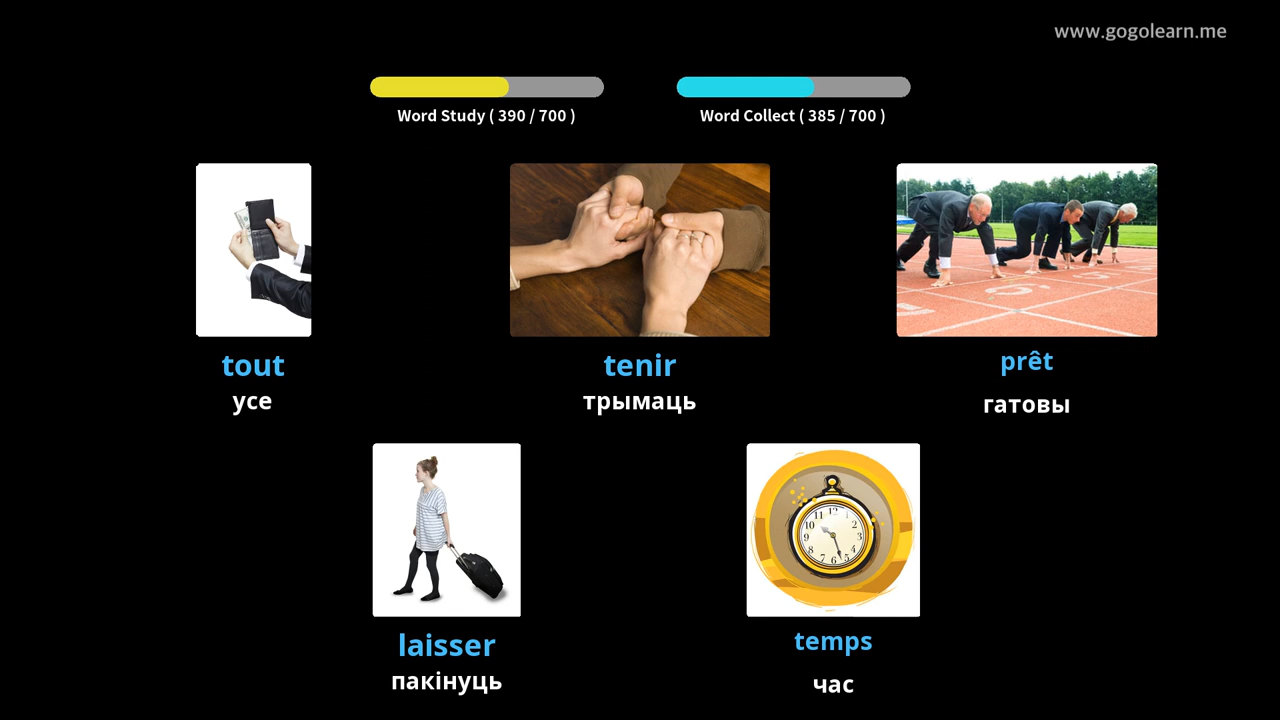 www.gogolearn.me
Word Study ( 390 / 700 )
Word Collect ( 385 / 700 )
tout
усе
tenir
трымаць
prêt
гатовы
laisser
пакінуць
temps
час